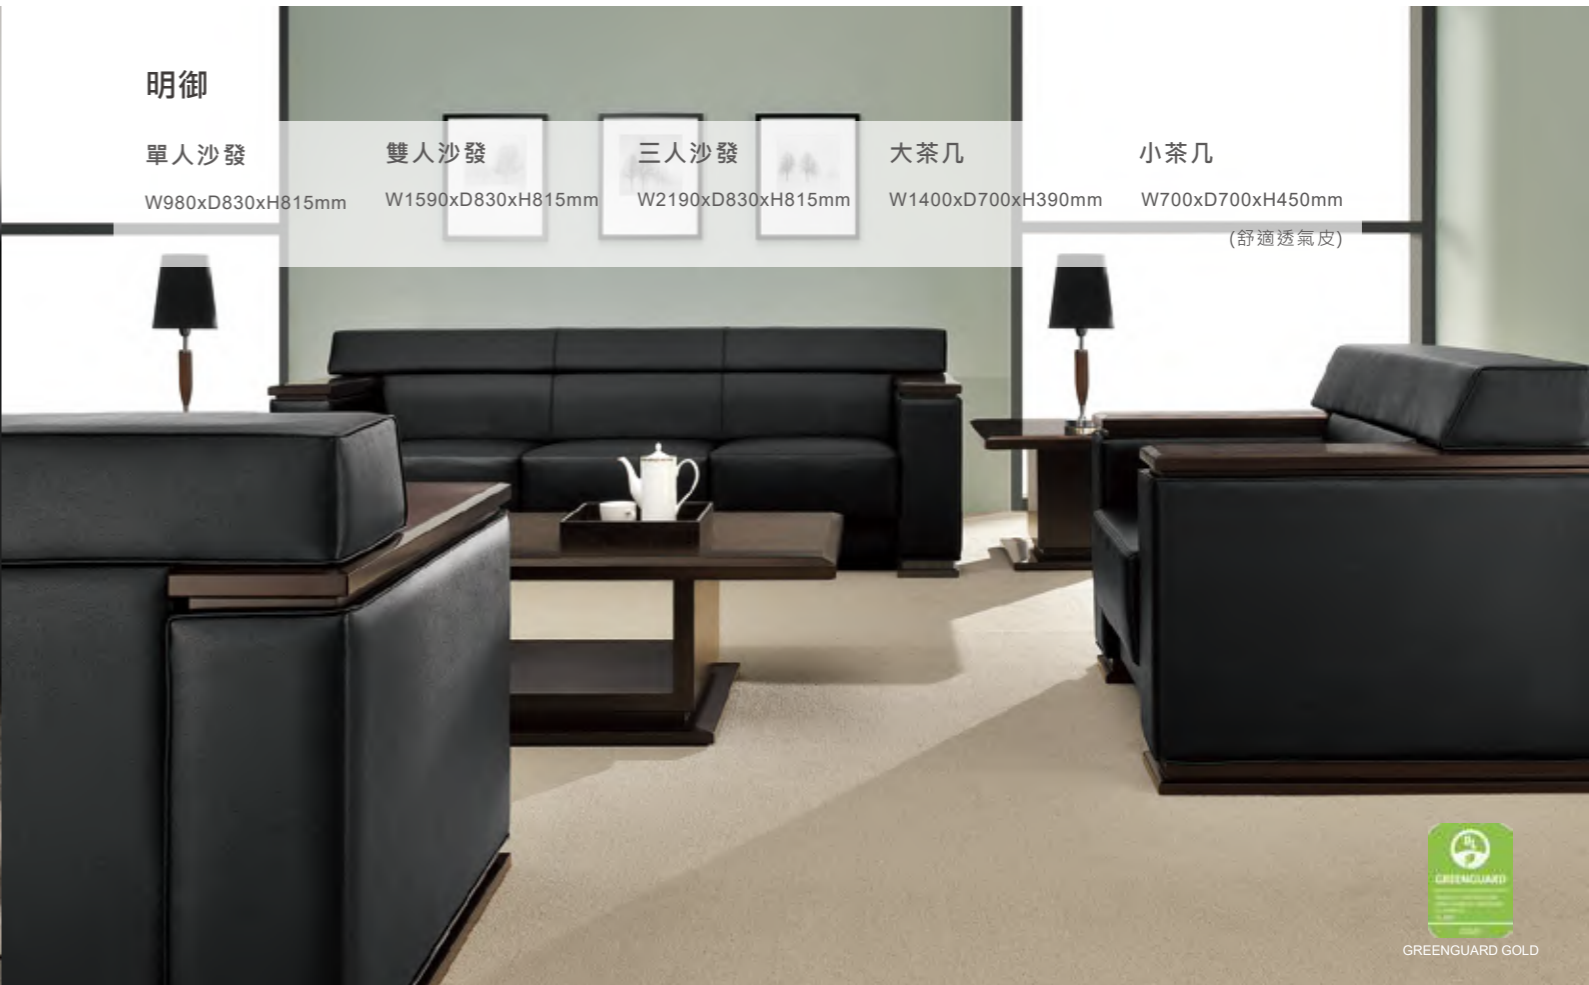 明御
單人沙發
雙人沙發
三人沙發
大茶几
小茶几
W980xD830xH815mm
W1590xD830xH815mm
W2190xD830xH815mm
W1400xD700xH390mm
W700xD700xH450mm
(舒適透氣皮)
UL
GREENGUARD
GREENGUARD GOLD